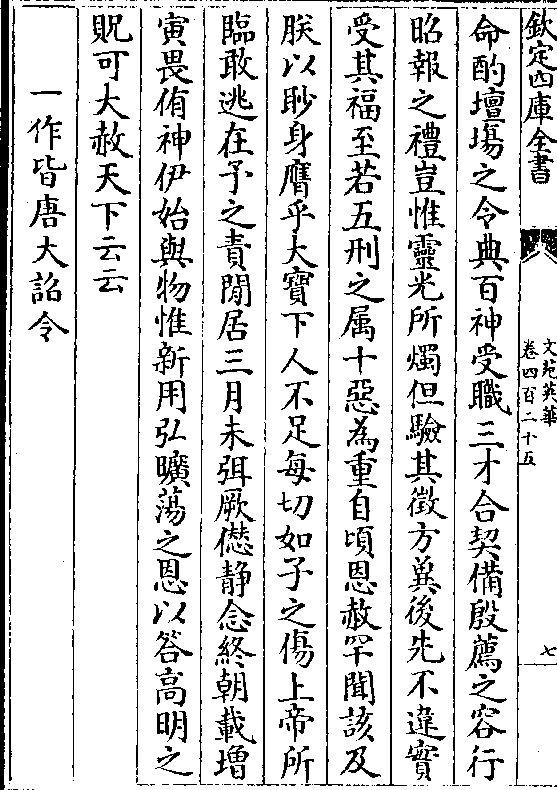 欽定四庫全書
文苑英華
卷四百二十五
七
命酌壇場之令典百神受職三才合契備殷薦之容行
昭報之禮豈惟靈光所燭但驗其徵方兾後先不違實
受其福至若五刑之属十惡為重自頃恩赦罕聞該及
朕以眇身膺乎大寶下人不足每切如子之傷上帝所
臨敢逃在予之責閒居三月未弭厥愆静念終朝載増
寅畏侑神伊始與物惟新用弘曠蕩之恩以答高明之
貺可大赦天下云云
一作皆唐大詔令